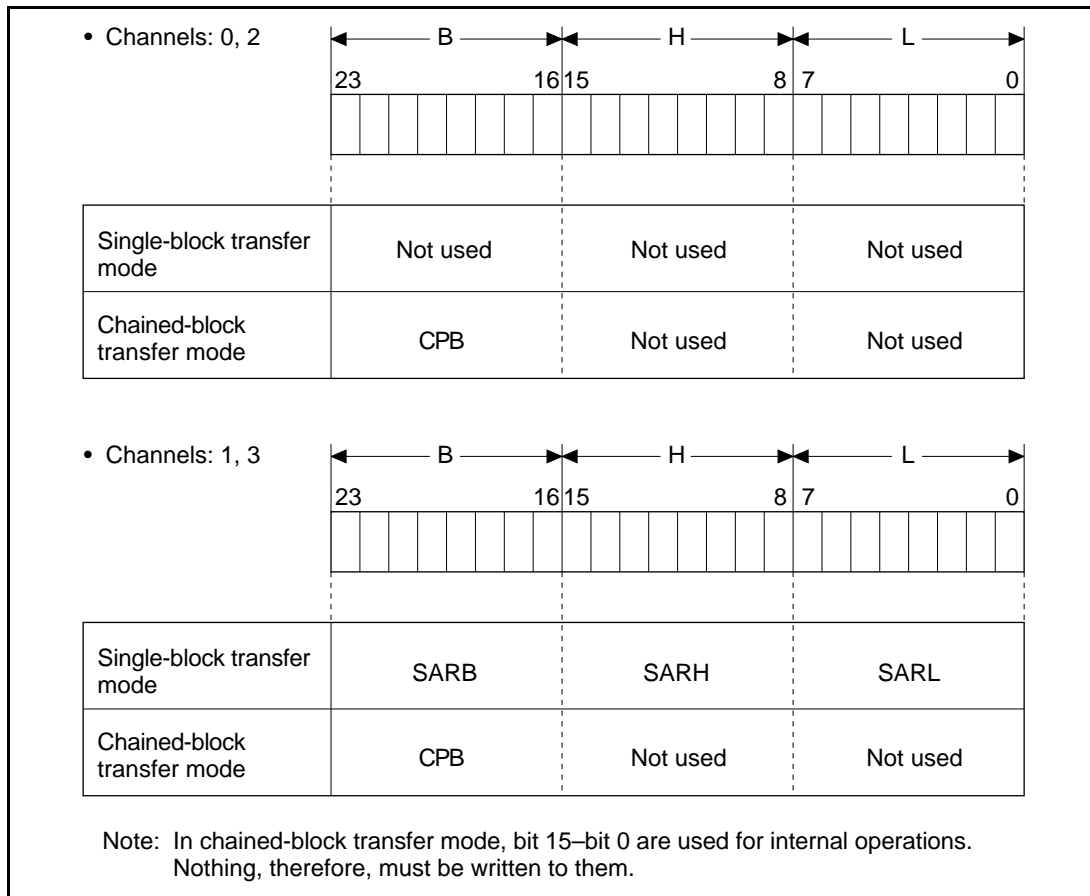 • Channels: 0, 2
B H L
23 16 15 8 7 0
Single-block transfer
mode
Not used Not used Not used
Chained-block
transfer mode
CPB Not used Not used
• Channels: 1, 3
B H L
23 16 15 8 7 0
Single-block transfer
mode
SARB SARH SARL
Chained-block
transfer mode
CPB Not used Not used
Note: In chained-block transfer mode, bit 15–bit 0 are used for internal operations.
Nothing, therefore, must be written to them.